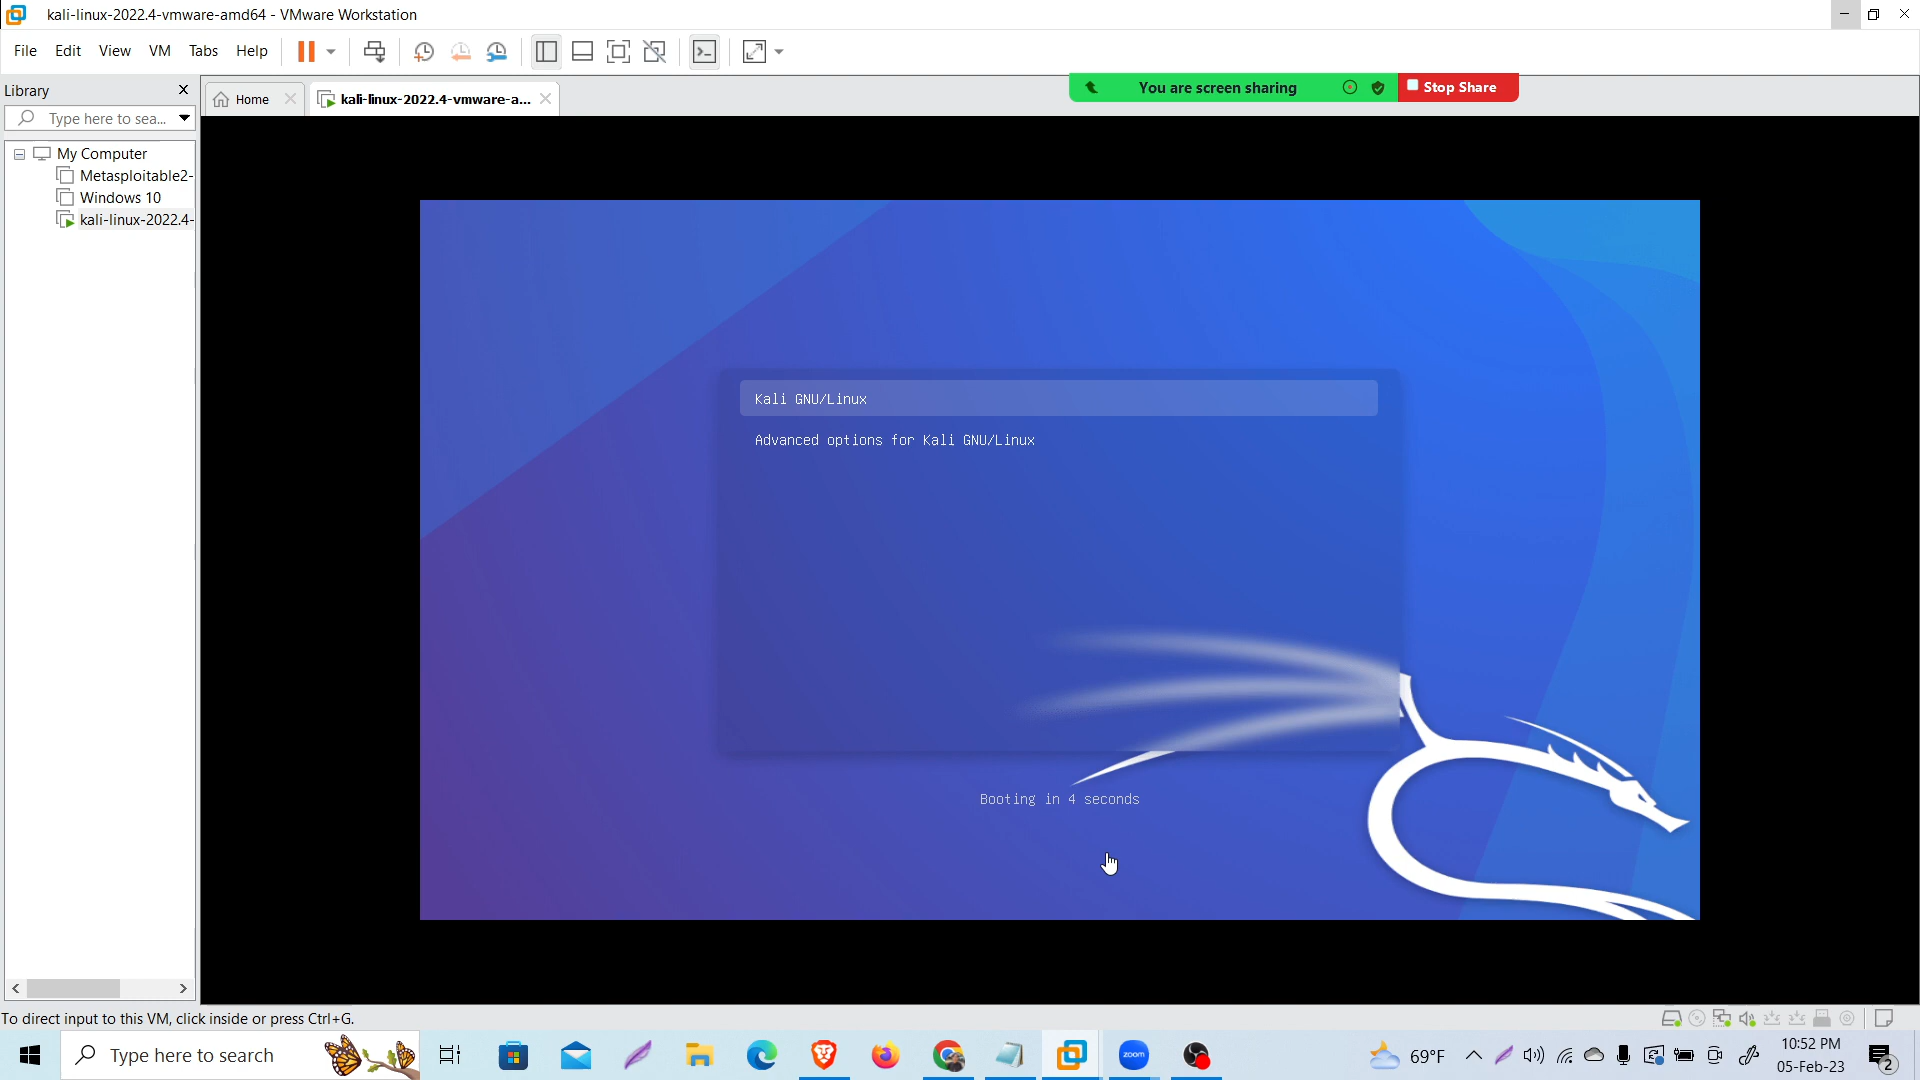 kali-linux-2022.4-vmware-amd64 - VMware Workstation
File Edit View VM Tabs Help
Library
Home
kali-linux-2022.4-vmware-a...
You are screen sharing
Stop Share
Type here to sea...
My Computer
Metasploitable2-
Windows 10
kali-linux-2022.4-
Kali GNU/Linux
Advanced options for Kali GNU/Linux
Booting in 4 seconds
To direct input to this VM, click inside or press Ctrl+G.
Type here to search
zoom
69°F
10:52 PM
05-Feb-23
2